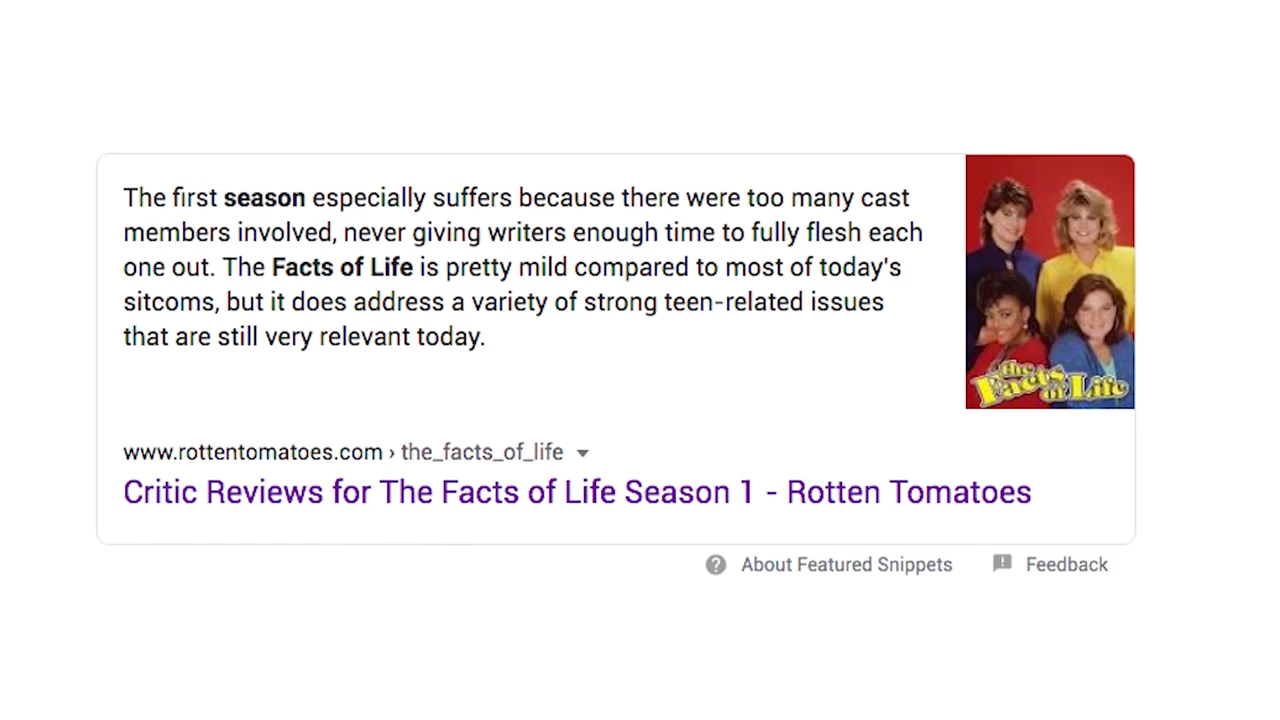 The first season especially suffers because there were too many cast
members involved, never giving writers enough time to fully flesh each
one out. The Facts of Life is pretty mild compared to most of today's
sitcoms, but it does address a variety of strong teen-related issues
that are still very relevant today.
the
Facts
of Life
www.rottentomatoes.com › the_facts_of_life
Critic Reviews for The Facts of Life Season 1 - Rotten Tomatoes
About Featured Snippets
Feedback